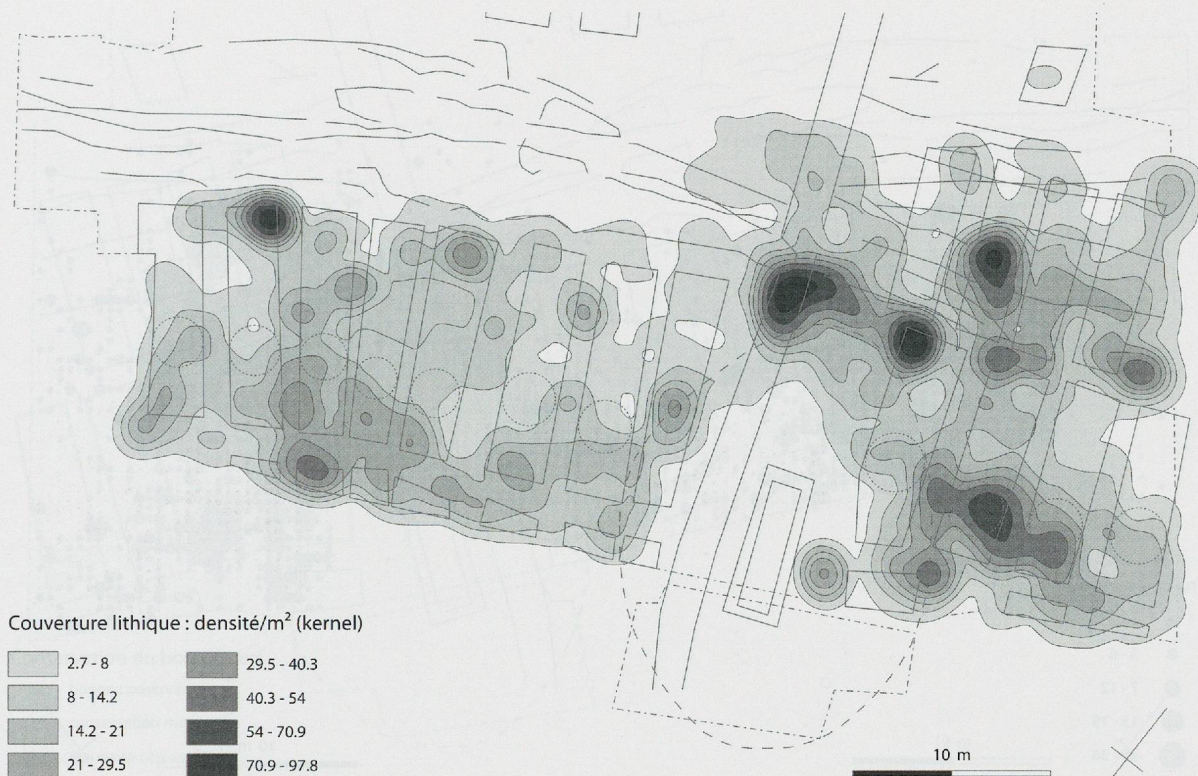 Couverture lithique : densité/m² (kernel)
2.7 - 8
8 - 14.2
14.2 - 21
21 - 29.5
29.5 - 40.3
40.3 - 54
54 - 70.9
70.9 - 97.8
10 m